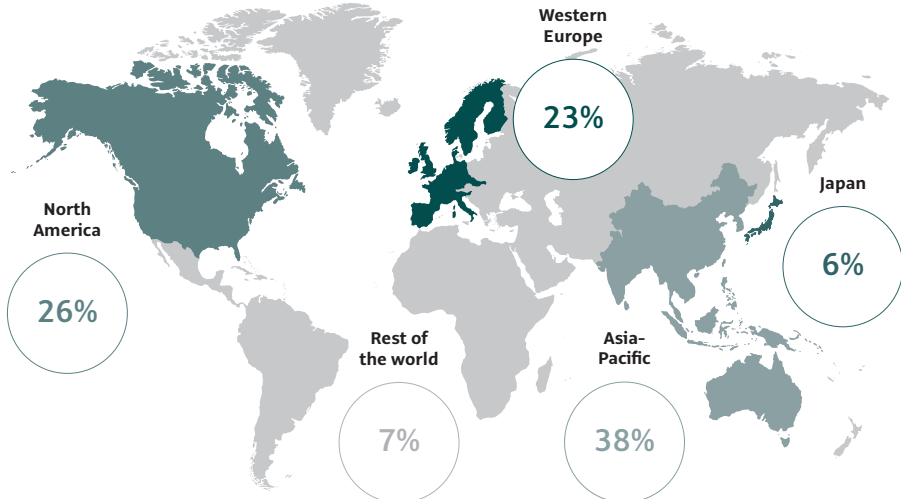 Western
Europe
23%
Japan
6%
North
America
26%
Rest of
the world
7%
Asia-
Pacific
38%